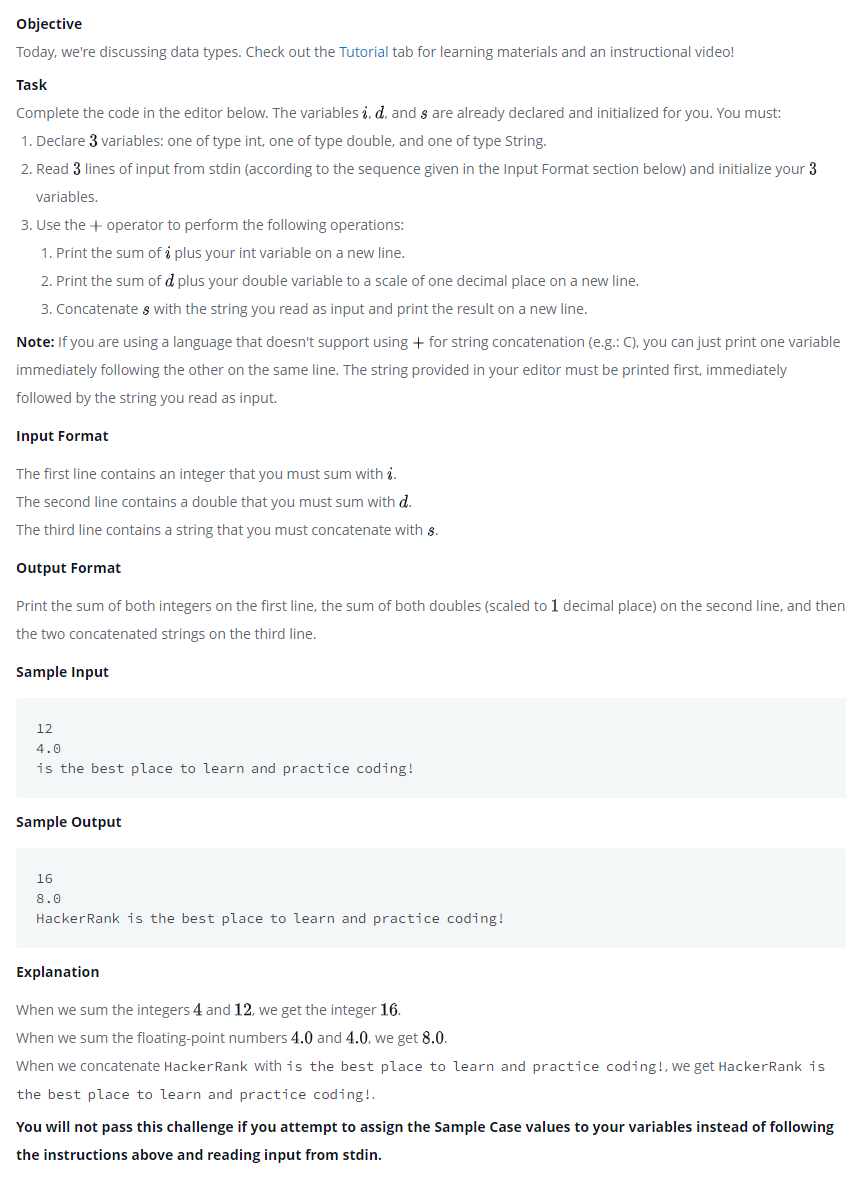 Objective
Today, we're discussing data types. Check out the Tutorial tab for learning materials and an instructional video!
Task
Complete the code in the editor below. The variables i, d, and s are already declared and initialized for you. You must:
1. Declare 3 variables: one of type int, one of type double, and one of type String.
2. Read 3 lines of input from stdin (according to the sequence given in the Input Format section below) and initialize your 3
variables.
3. Use the + operator to perform the following operations:
1. Print the sum of i plus your int variable on a new line.
2. Print the sum of d plus your double variable to a scale of one decimal place on a new line.
3. Concatenate s with the string you read as input and print the result on a new line.
Note: If you are using a language that doesn't support using + for string concatenation (e.g.: C), you can just print one variable
immediately following the other on the same line. The string provided in your editor must be printed first, immediately
followed by the string you read as input.
Input Format
The first line contains an integer that you must sum with i.
The second line contains a double that you must sum with d.
The third line contains a string that you must concatenate with s.
Output Format
Print the sum of both integers on the first line, the sum of both doubles (scaled to 1 decimal place) on the second line, and then
the two concatenated strings on the third line.
Sample Input
12
4.0
is the best place to learn and practice coding!
Sample Output
16
8.0
HackerRank is the best place to learn and practice coding!
Explanation
When we sum the integers 4 and 12, we get the integer 16.
When we sum the floating-point numbers 4.0 and 4.0, we get 8.0.
When we concatenate HackerRank with is the best place to learn and practice coding!, we get HackerRank is
the best place to learn and practice coding!.
You will not pass this challenge if you attempt to assign the Sample Case values to your variables instead of following
the instructions above and reading input from stdin.